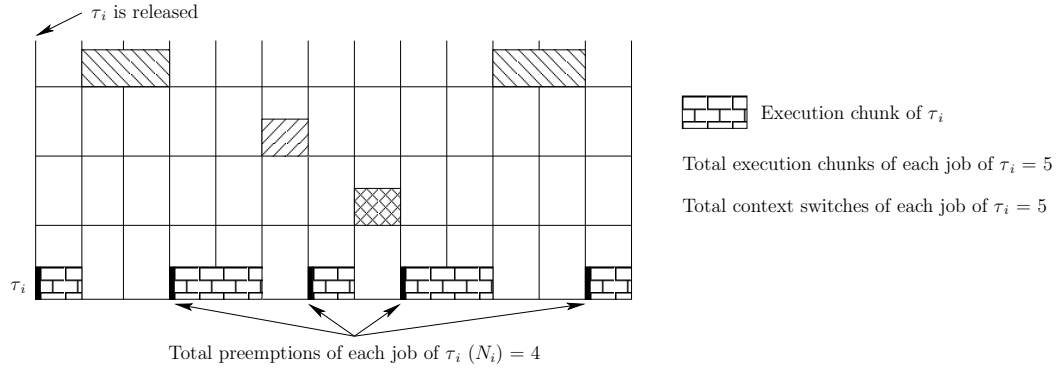 τi is released
Execution chunk of τi
Total execution chunks of each job of τi = 5
Total context switches of each job of τi = 5
τi
Total preemptions of each job of τi (Ni) = 4